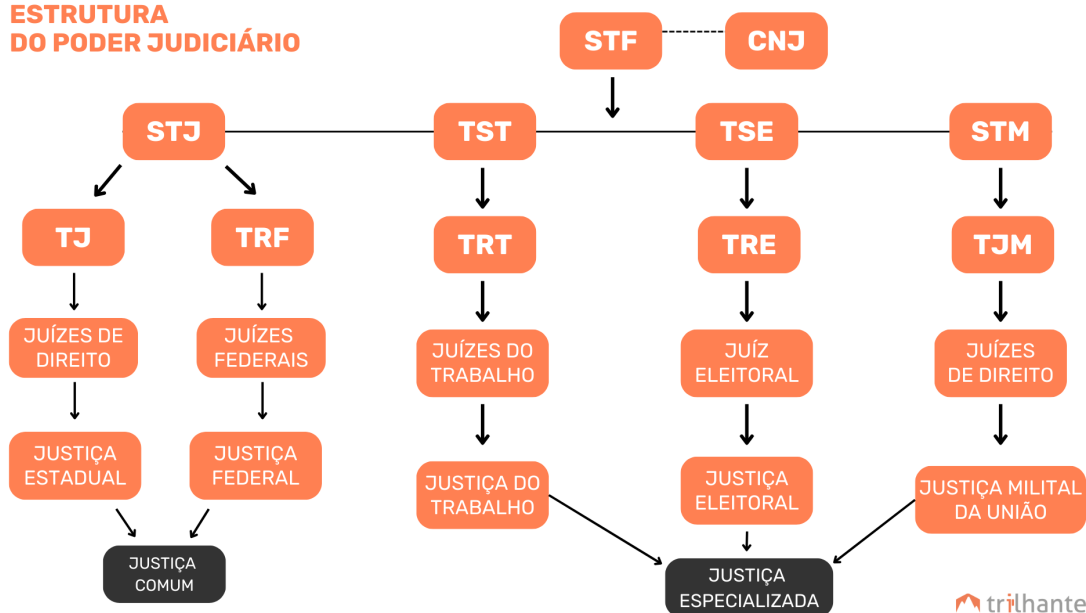 ESTRUTURA
DO PODER JUDICIÁRIO
STF
CNJ
STJ
TST
TSE
STM
TJ
TRF
TRT
TRE
TJM
JUÍZES DE
DIREITO
JUÍZES
FEDERAIS
JUÍZES DO
TRABALHO
JUÍZ
ELEITORAL
JUÍZES
DE DIREITO
JUSTIÇA
ESTADUAL
JUSTIÇA
FEDERAL
JUSTIÇA DO
TRABALHO
JUSTIÇA
ELEITORAL
JUSTIÇA MILITAR
DA UNIÃO
JUSTIÇA
COMUM
JUSTIÇA
ESPECIALIZADA
trilhante